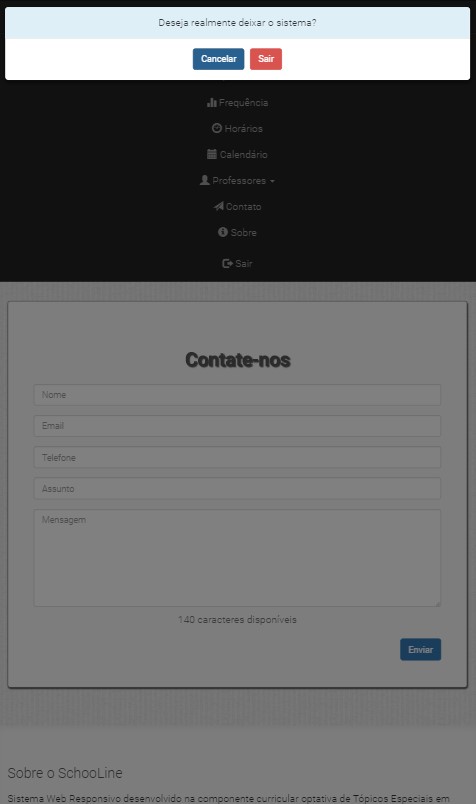 Deseja realmente deixar o sistema?
Cancelar Sair
Frequência
Horários
Calendário
Professores
Contato
Sobre
Sair
Contate-nos
Nome
Email
Telefone
Assunto
Mensagem
140 caracteres disponíveis
Enviar
Sobre o SchooLine
Sistema Web Responsivo desenvolvido na componente curricular optativa de Tópicos Especiais em